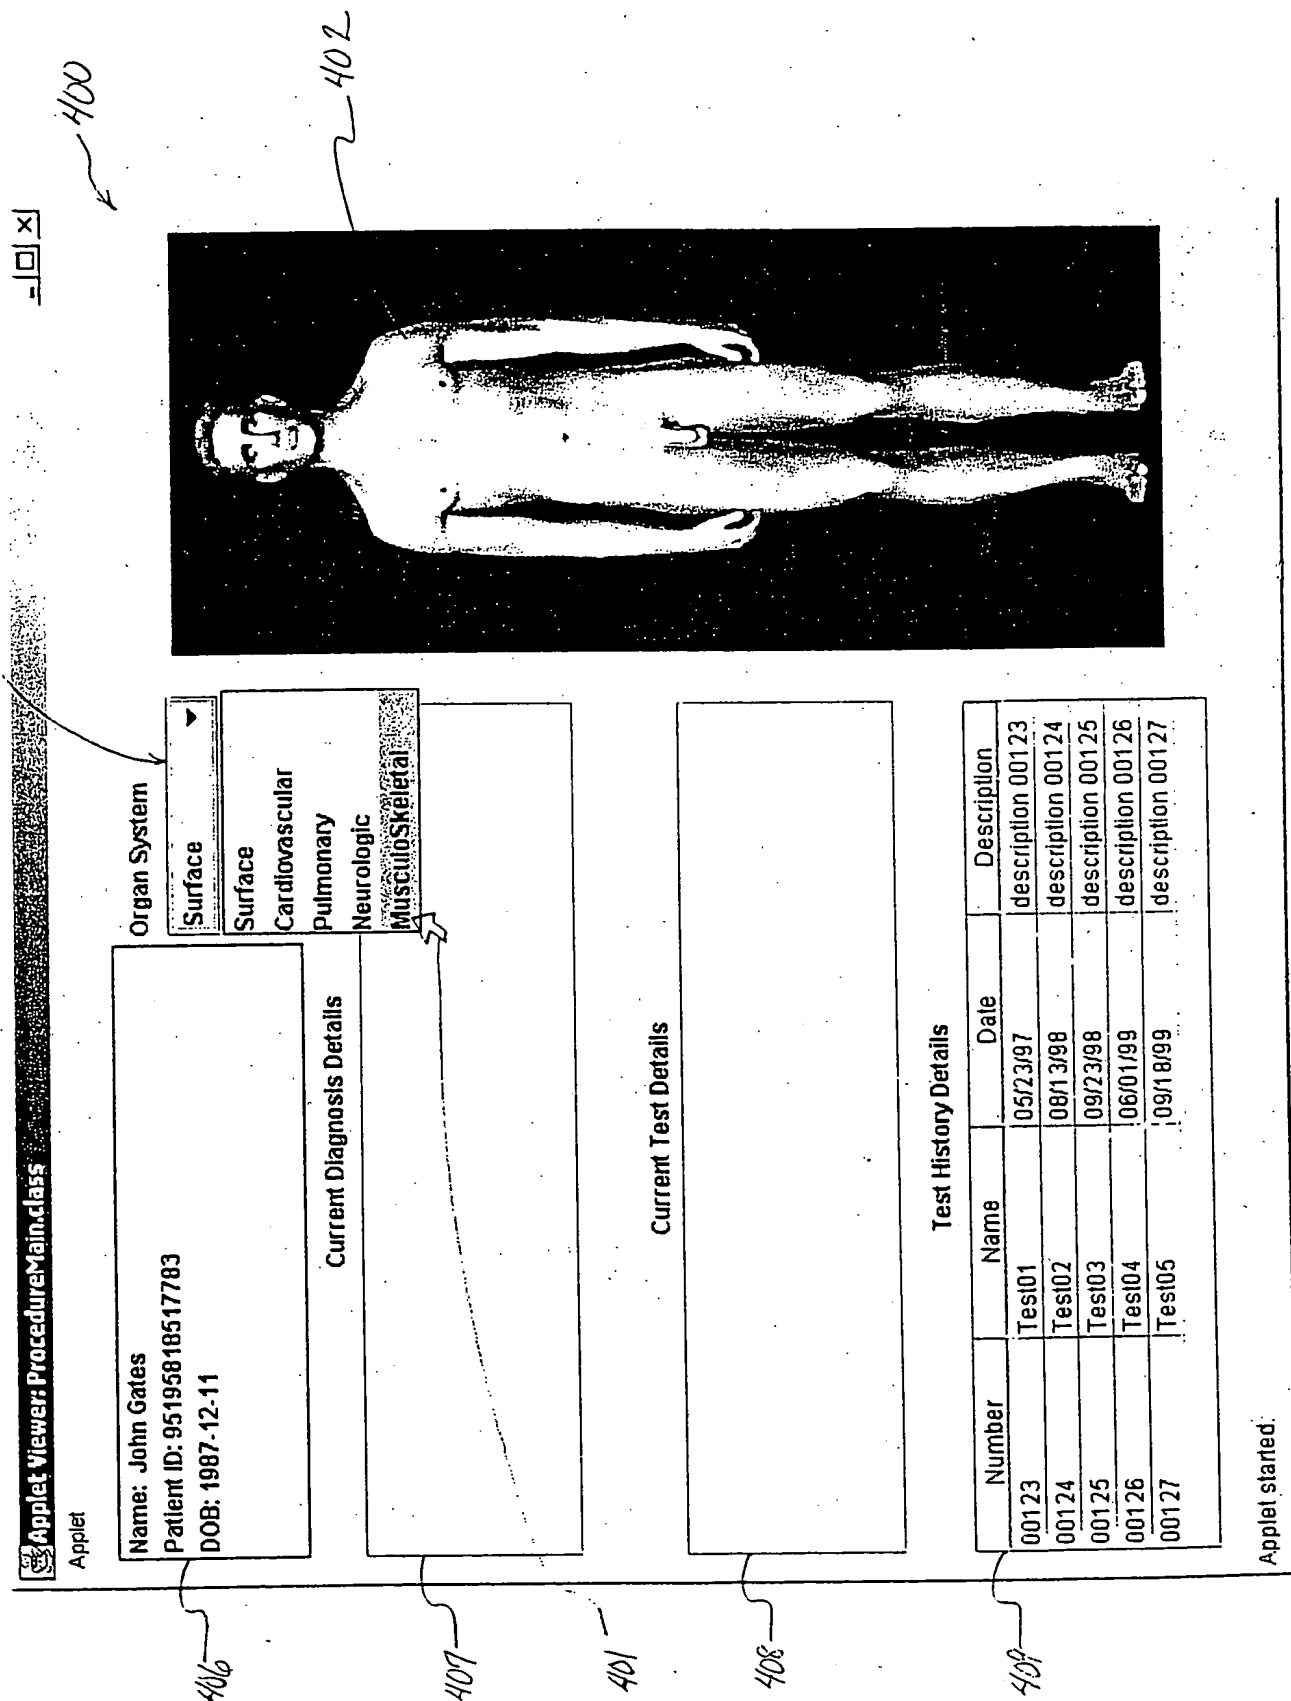 Applet Viewer: ProcedureMain.class
Applet
400
402
Name: John Gates
Patient ID: 95195818517783
DOB: 1987-12-11
Organ System
Surface
Surface
Cardiovascular
Pulmonary
Neurologic
MusculoSkeletal
Current Diagnosis Details
Current Test Details
Test History Details
Number Name Date Description
00123 Test01 05/23/97 description 00123
00124 Test02 08/13/98 description 00124
00125 Test03 09/23/98 description 00125
00126 Test04 06/01/99 description 00126
00127 Test05 09/18/99 description 00127
Applet started.
406
407
401
408
409